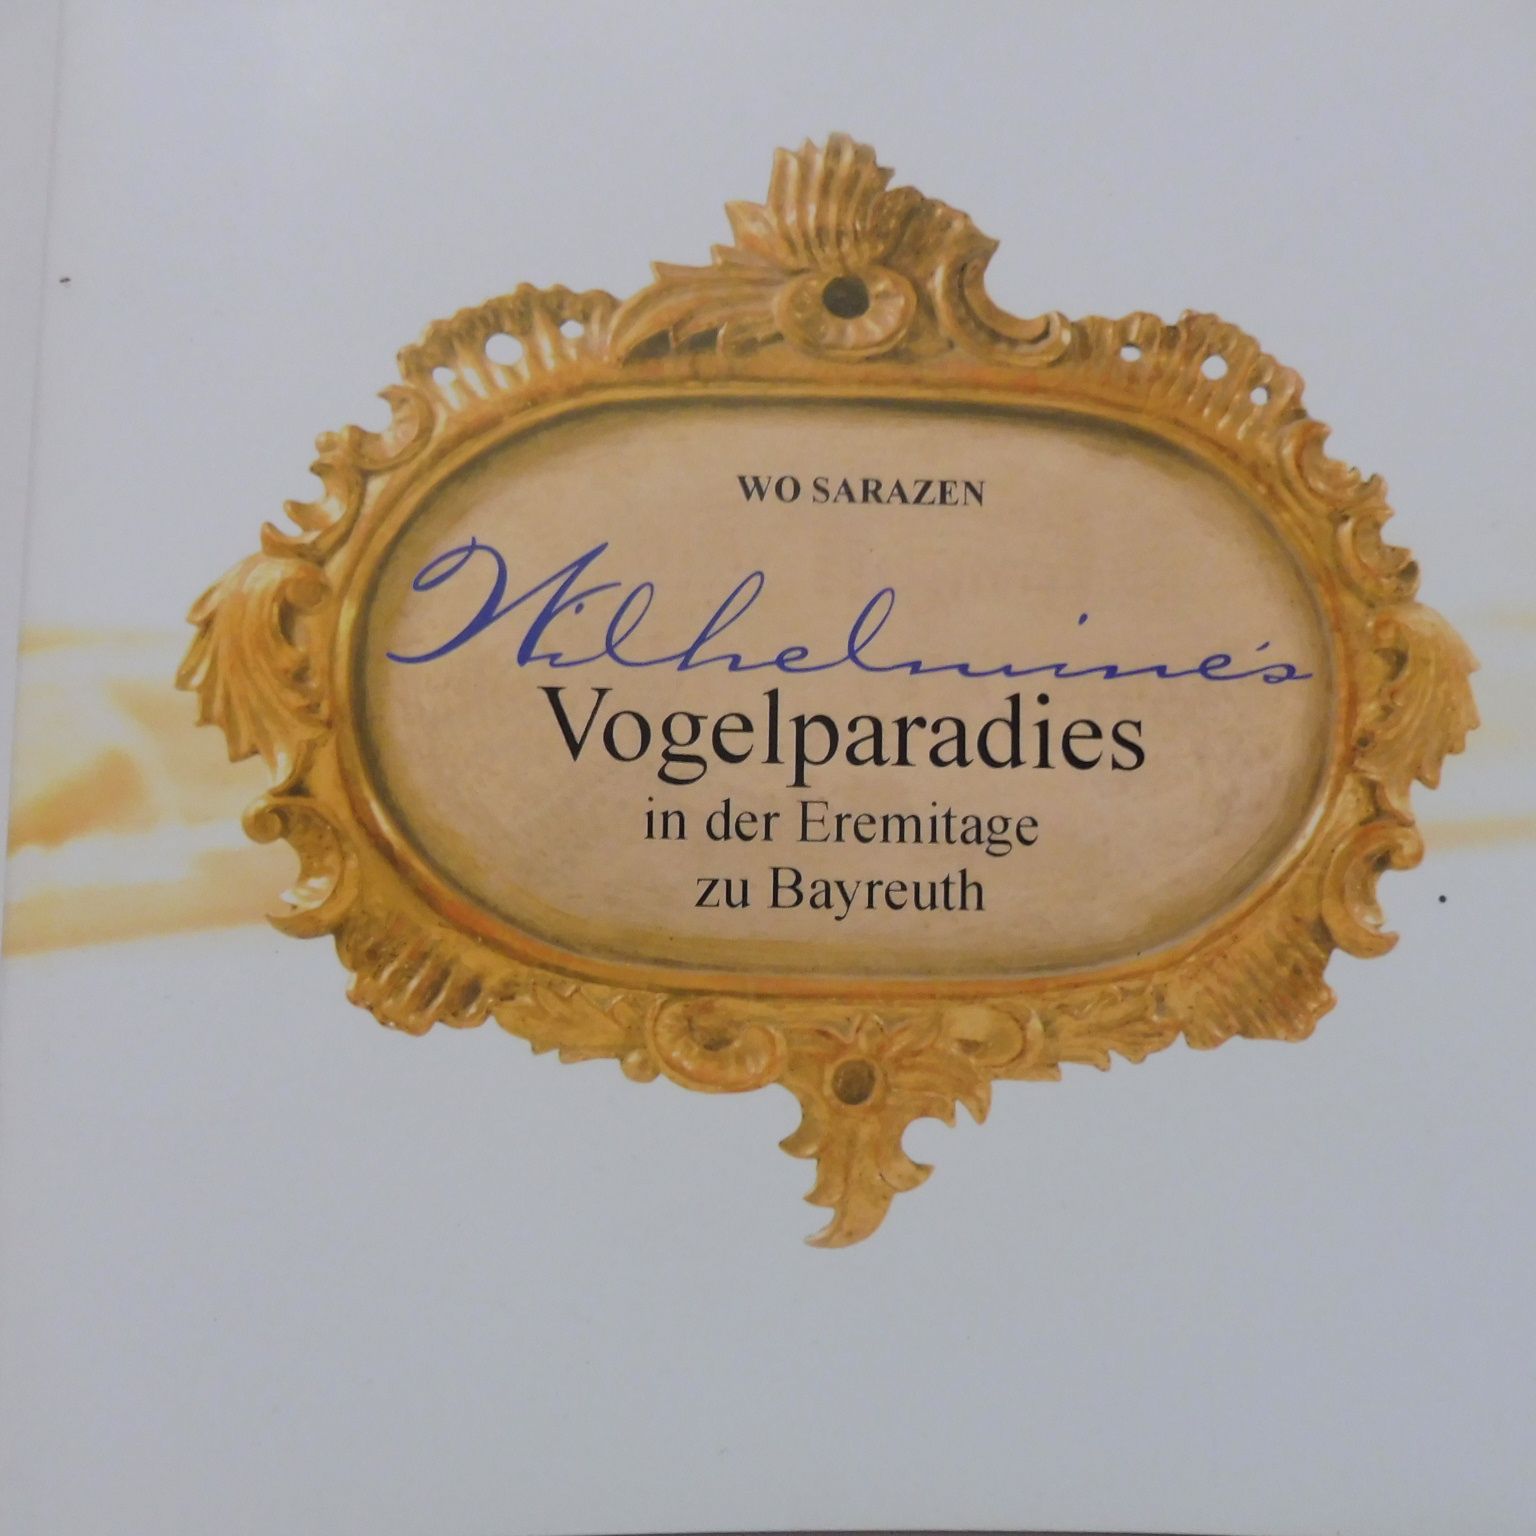 WO SARAZEN
Wilhelmine's
Vogelparadies
in der Eremitage
zu Bayreuth